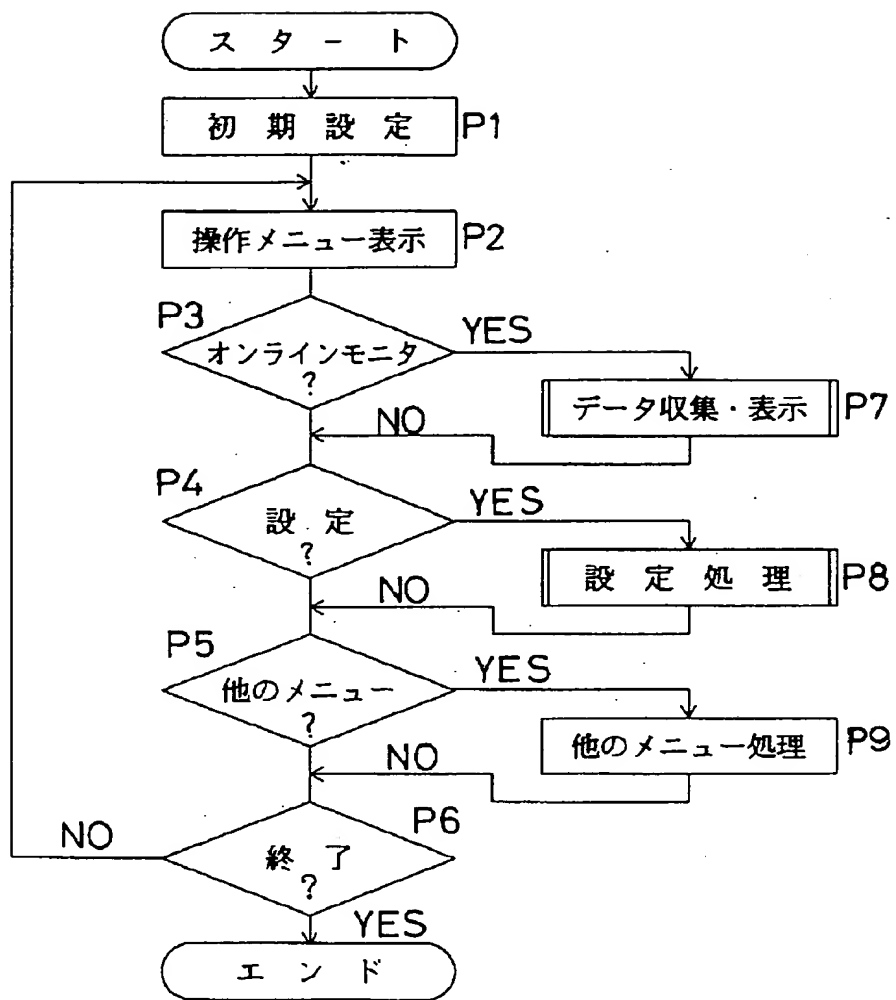 スタート
初期設定 P1
操作メニュー表示 P2
P3 YES
オンラインモニタ
?
データ収集・表示 P7
NO
P4 YES
設定
?
設定処理 P8
NO
P5 YES
他のメニュー
?
他のメニュー処理 P9
NO
P6
NO
終了
?
YES
エンド